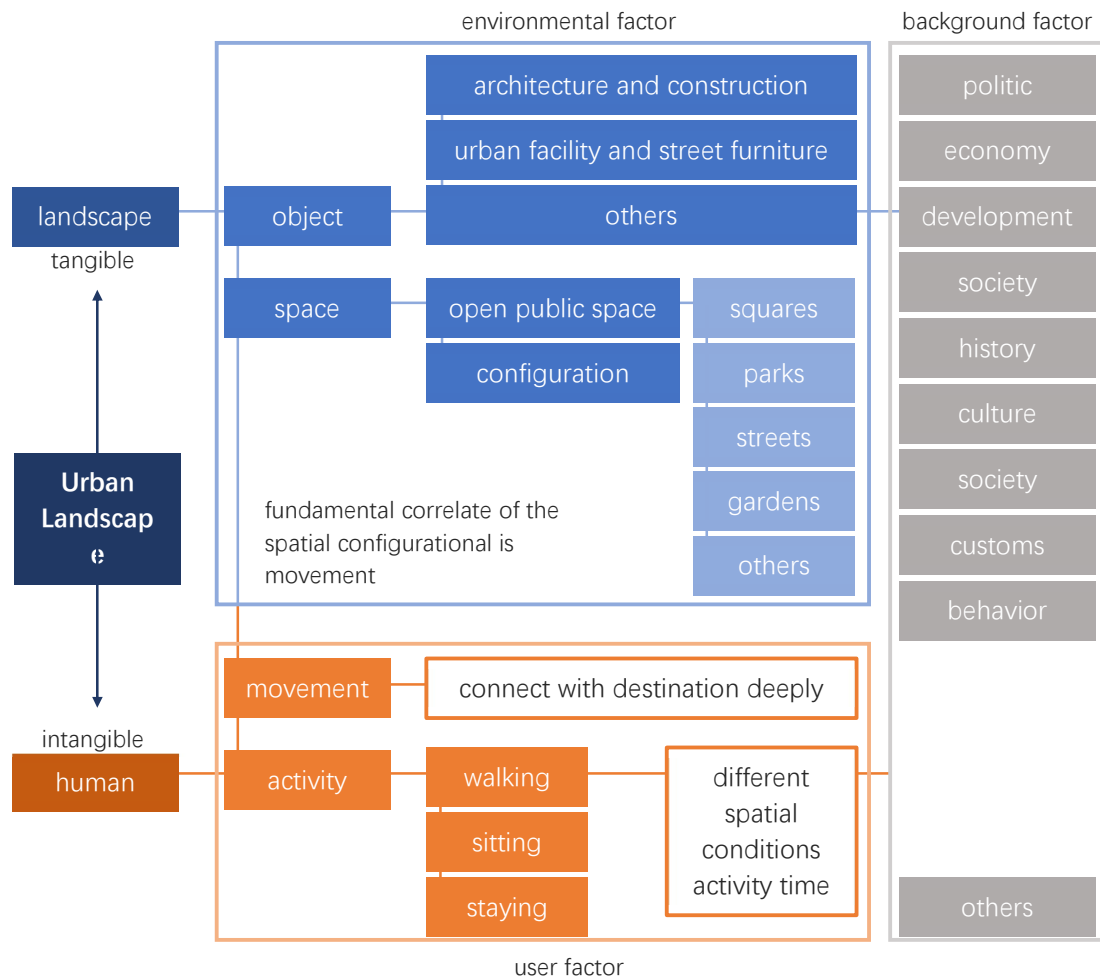 environmental factor
background factor
architecture and construction
urban facility and street furniture
landscape
object
others
tangible
space
open public space
squares
configuration
parks
streets
gardens
others
fundamental correlate of the
spatial configurational is
movement
Urban
Landscap
e
politic
economy
development
society
history
culture
society
customs
behavior
others
movement
connect with destination deeply
intangible
human
activity
walking
sitting
staying
different
spatial
conditions
activity time
user factor